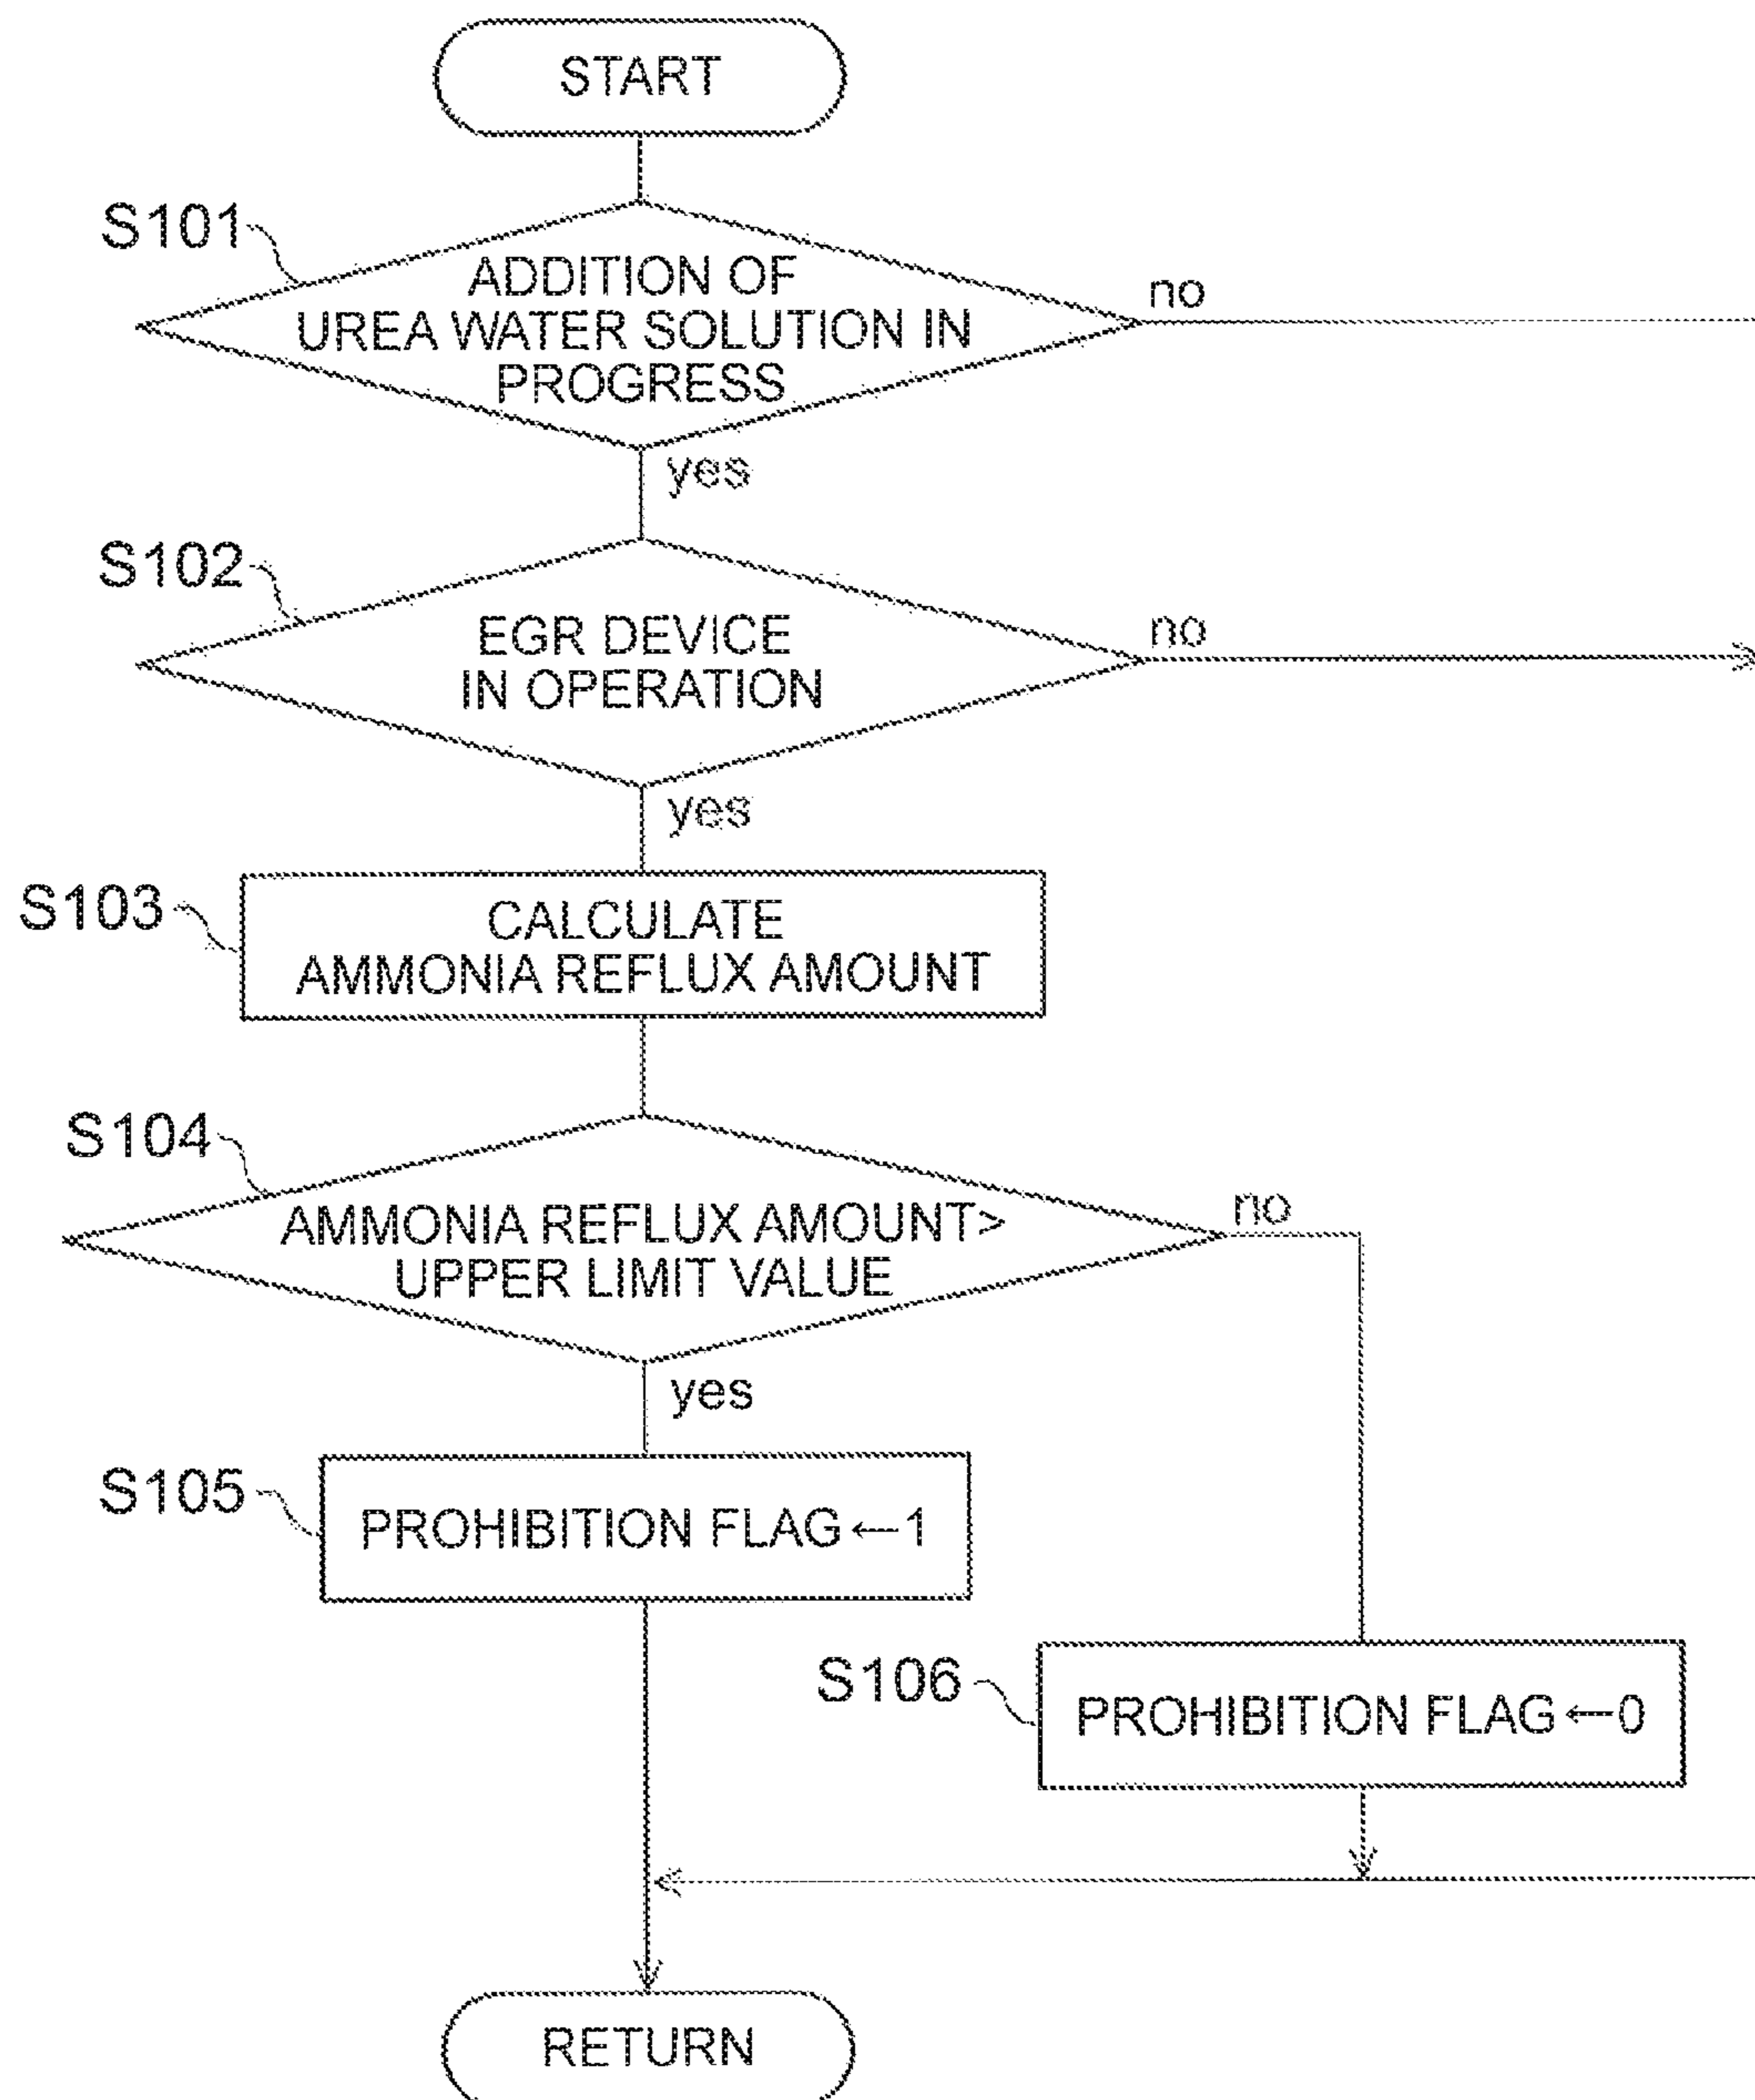 START
S101
ADDITION OF
UREA WATER SOLUTION IN
PROGRESS
no
yes
S102
EGR DEVICE
IN OPERATION
no
yes
S103
CALCULATE
AMMONIA REFLUX AMOUNT
S104
AMMONIA REFLUX AMOUNT>
UPPER LIMIT VALUE
no
yes
S105
PROHIBITION FLAG←1
S106
PROHIBITION FLAG←0
RETURN